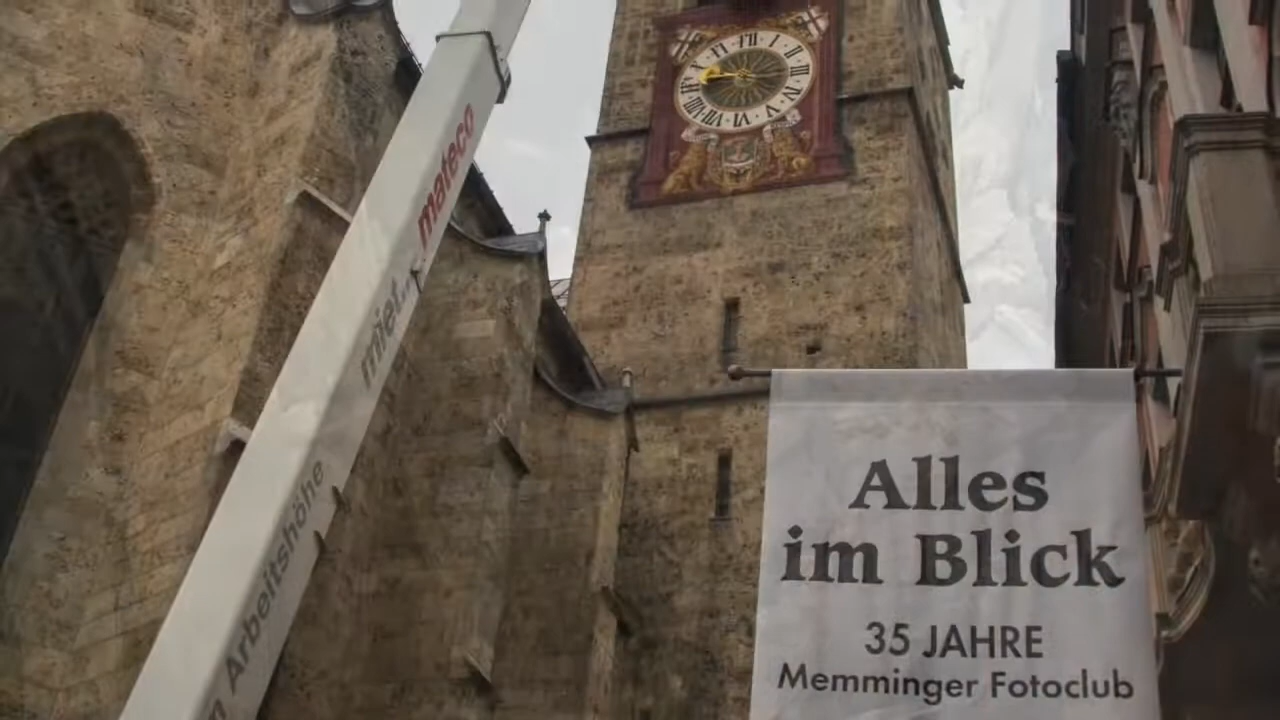 mateco
miet...
Arbeitshöhe
Alles
im Blick
35 JAHRE
Memminger Fotoclub